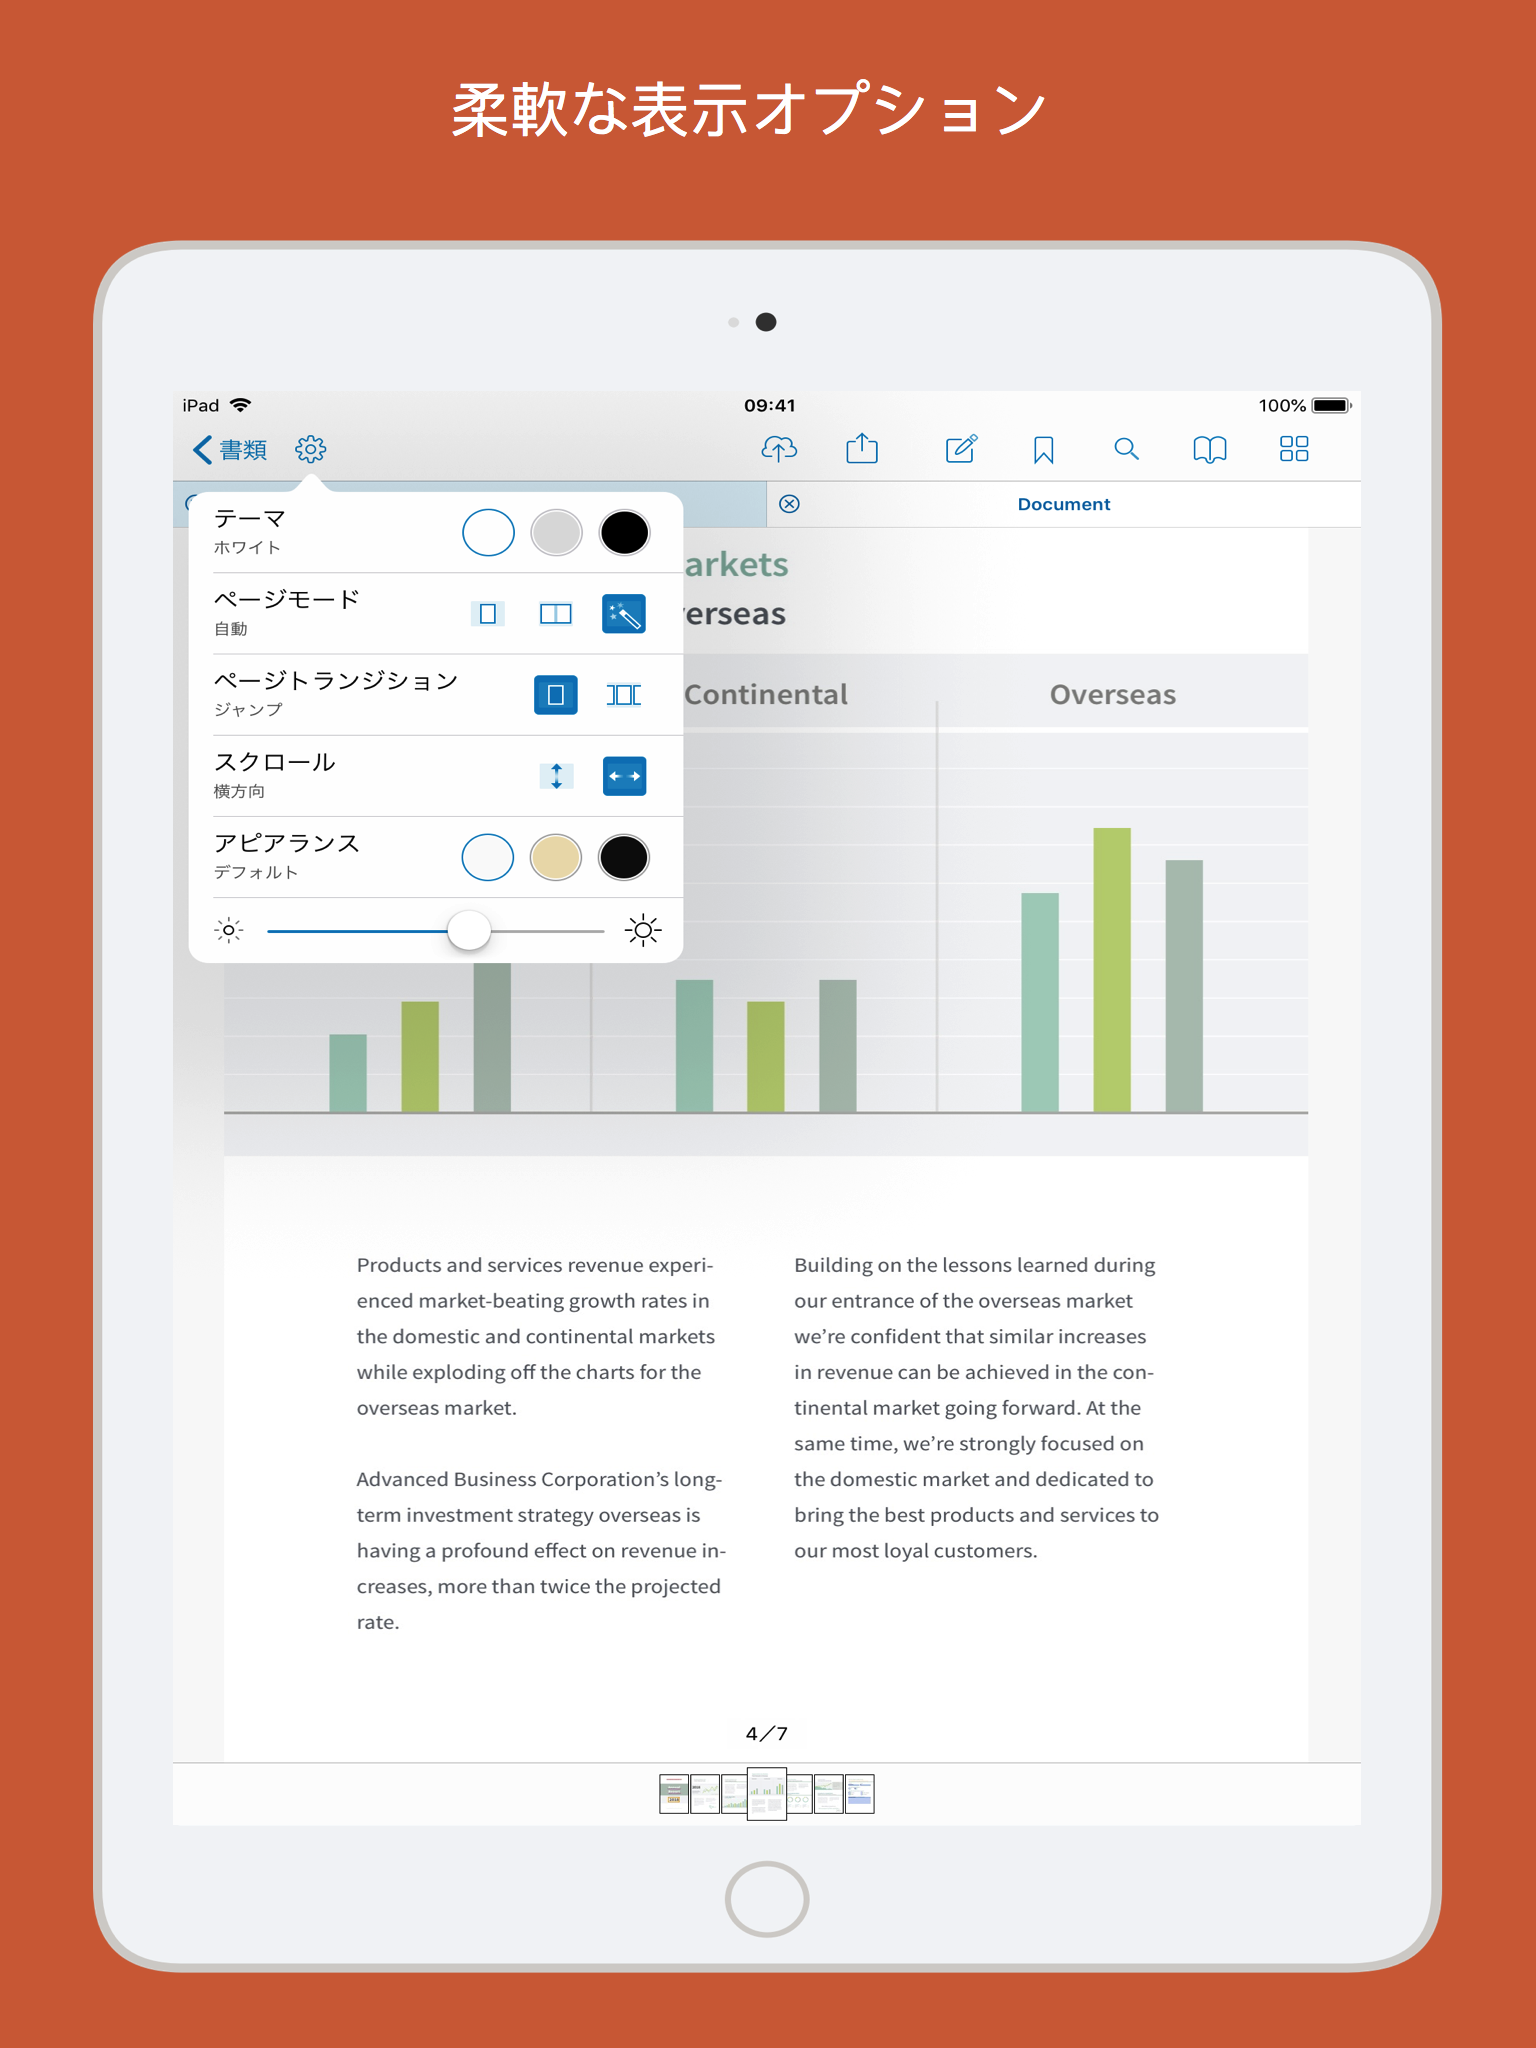 柔軟な表示オプション
iPad
09:41
100%
書類
Document
テーマ
ホワイト
ページモード
自動
ページトランジション
ジャンプ
スクロール
横方向
アピアランス
デフォルト
arkets
erseas
Continental
Overseas
Products and services revenue experi-
enced market-beating growth rates in
the domestic and continental markets
while exploding off the charts for the
overseas market.
Advanced Business Corporation’s long-
term investment strategy overseas is
having a profound effect on revenue in-
creases, more than twice the projected
rate.
Building on the lessons learned during
our entrance of the overseas market
we’re confident that similar increases
in revenue can be achieved in the con-
tinental market going forward. At the
same time, we’re strongly focused on
the domestic market and dedicated to
bring the best products and services to
our most loyal customers.
4／7